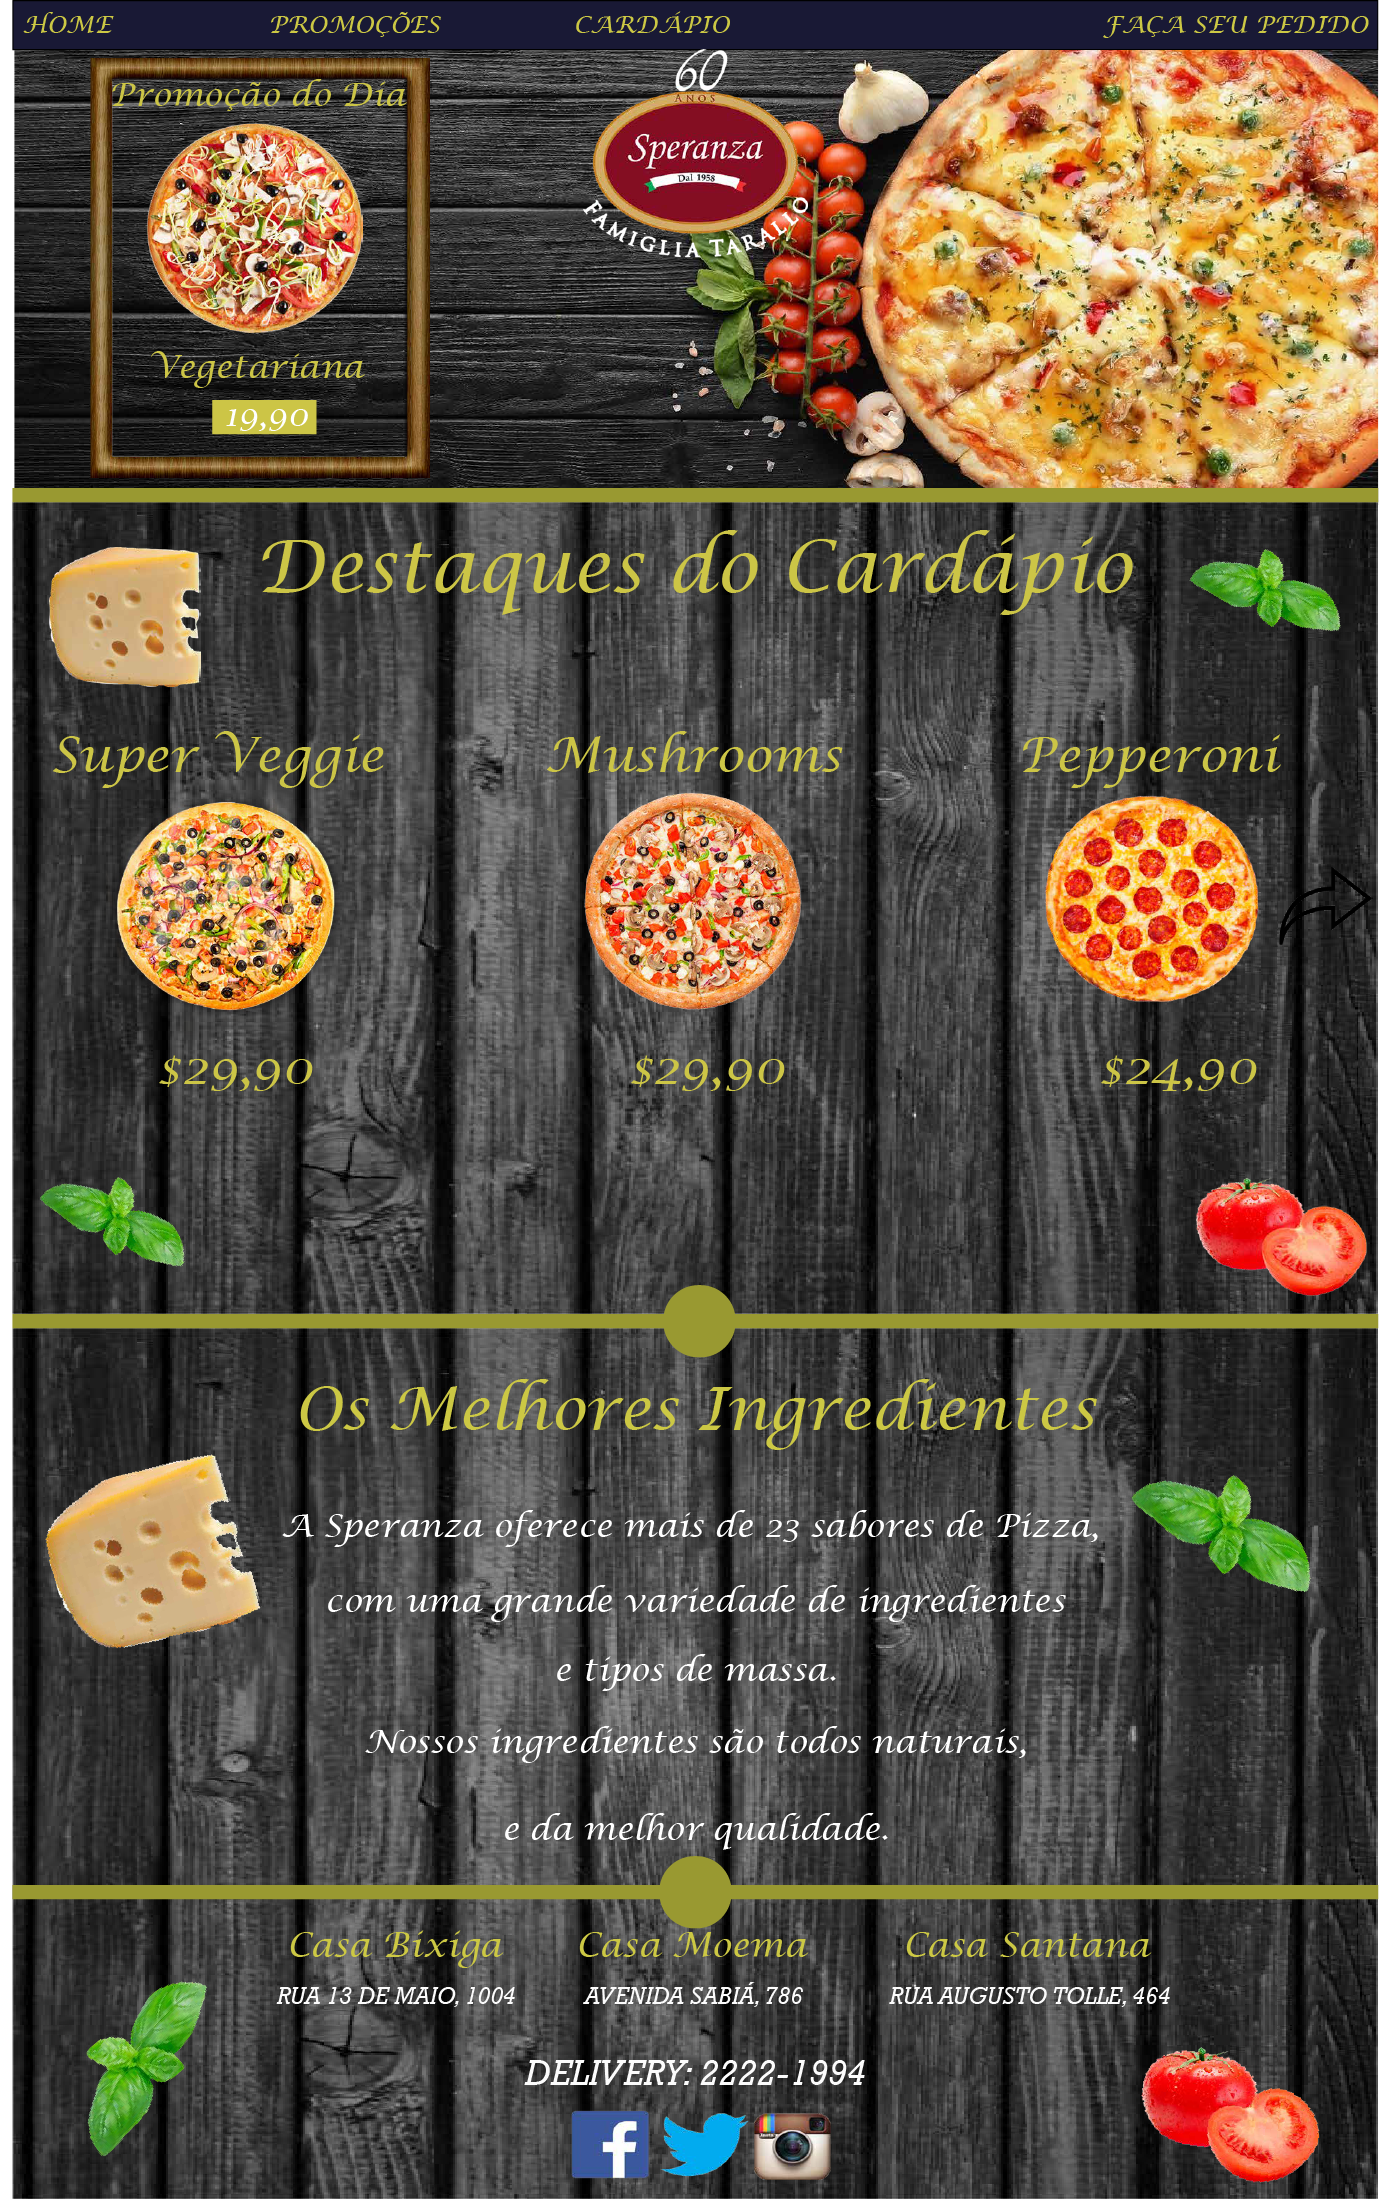 HOME PROMOÇÕES CARDÁPIO FAÇA SEU PEDIDO
Promoção do Dia
Vegetariana
19,90
60
ANOS
Speranza
Dal 1958
FAMIGLIA TARALLO
Destaques do Cardápio
Super Veggie Mushrooms Pepperoni
$29,90 $29,90 $24,90
Os Melhores Ingredientes
A Speranza oferece mais de 23 sabores de Pizza,
com uma grande variedade de ingredientes
e tipos de massa.
Nossos ingredientes são todos naturais,
e da melhor qualidade.
Casa Bixiga Casa Moema Casa Santana
RUA 13 DE MAIO, 1004 AVENIDA SABIÁ, 786 RUA AUGUSTO TOLLE, 464
DELIVERY: 2222-1994